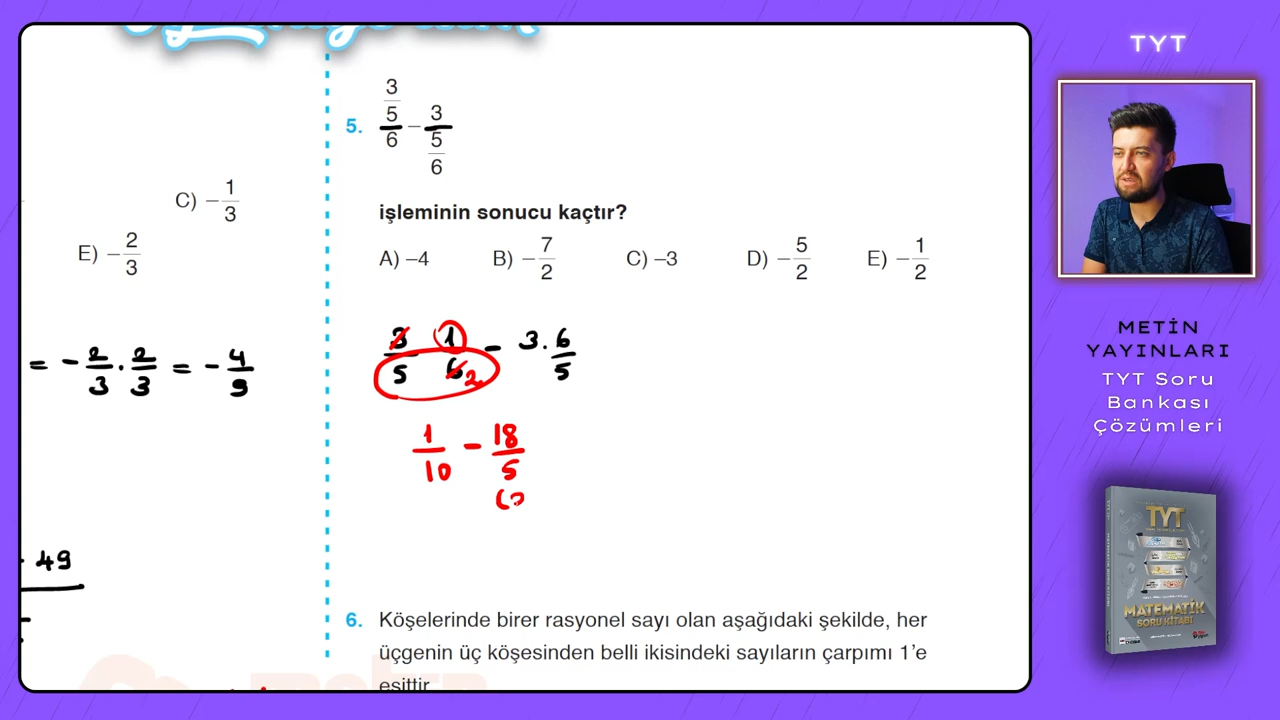 TYT
5. 3/5/6 − 3/5/6
işleminin sonucu kaçtır?
A) –4 B) −7/2 C) –3 D) −5/2 E) −1/2
C) −1/3
E) −2/3
= −2/3 · 2/3 = −4/9
3/5 1/6 2 − 3 · 6/5
1/10 − 18/5
49
6. Köşelerinde birer rasyonel sayı olan aşağıdaki şekilde, her
üçgenin üç köşesinden belli ikisindeki sayıların çarpımı 1'e
eşittir.
METİN
YAYINLARI
TYT Soru
Bankası
Çözümleri
TYT
MATEMATİK
SORU KİTABI